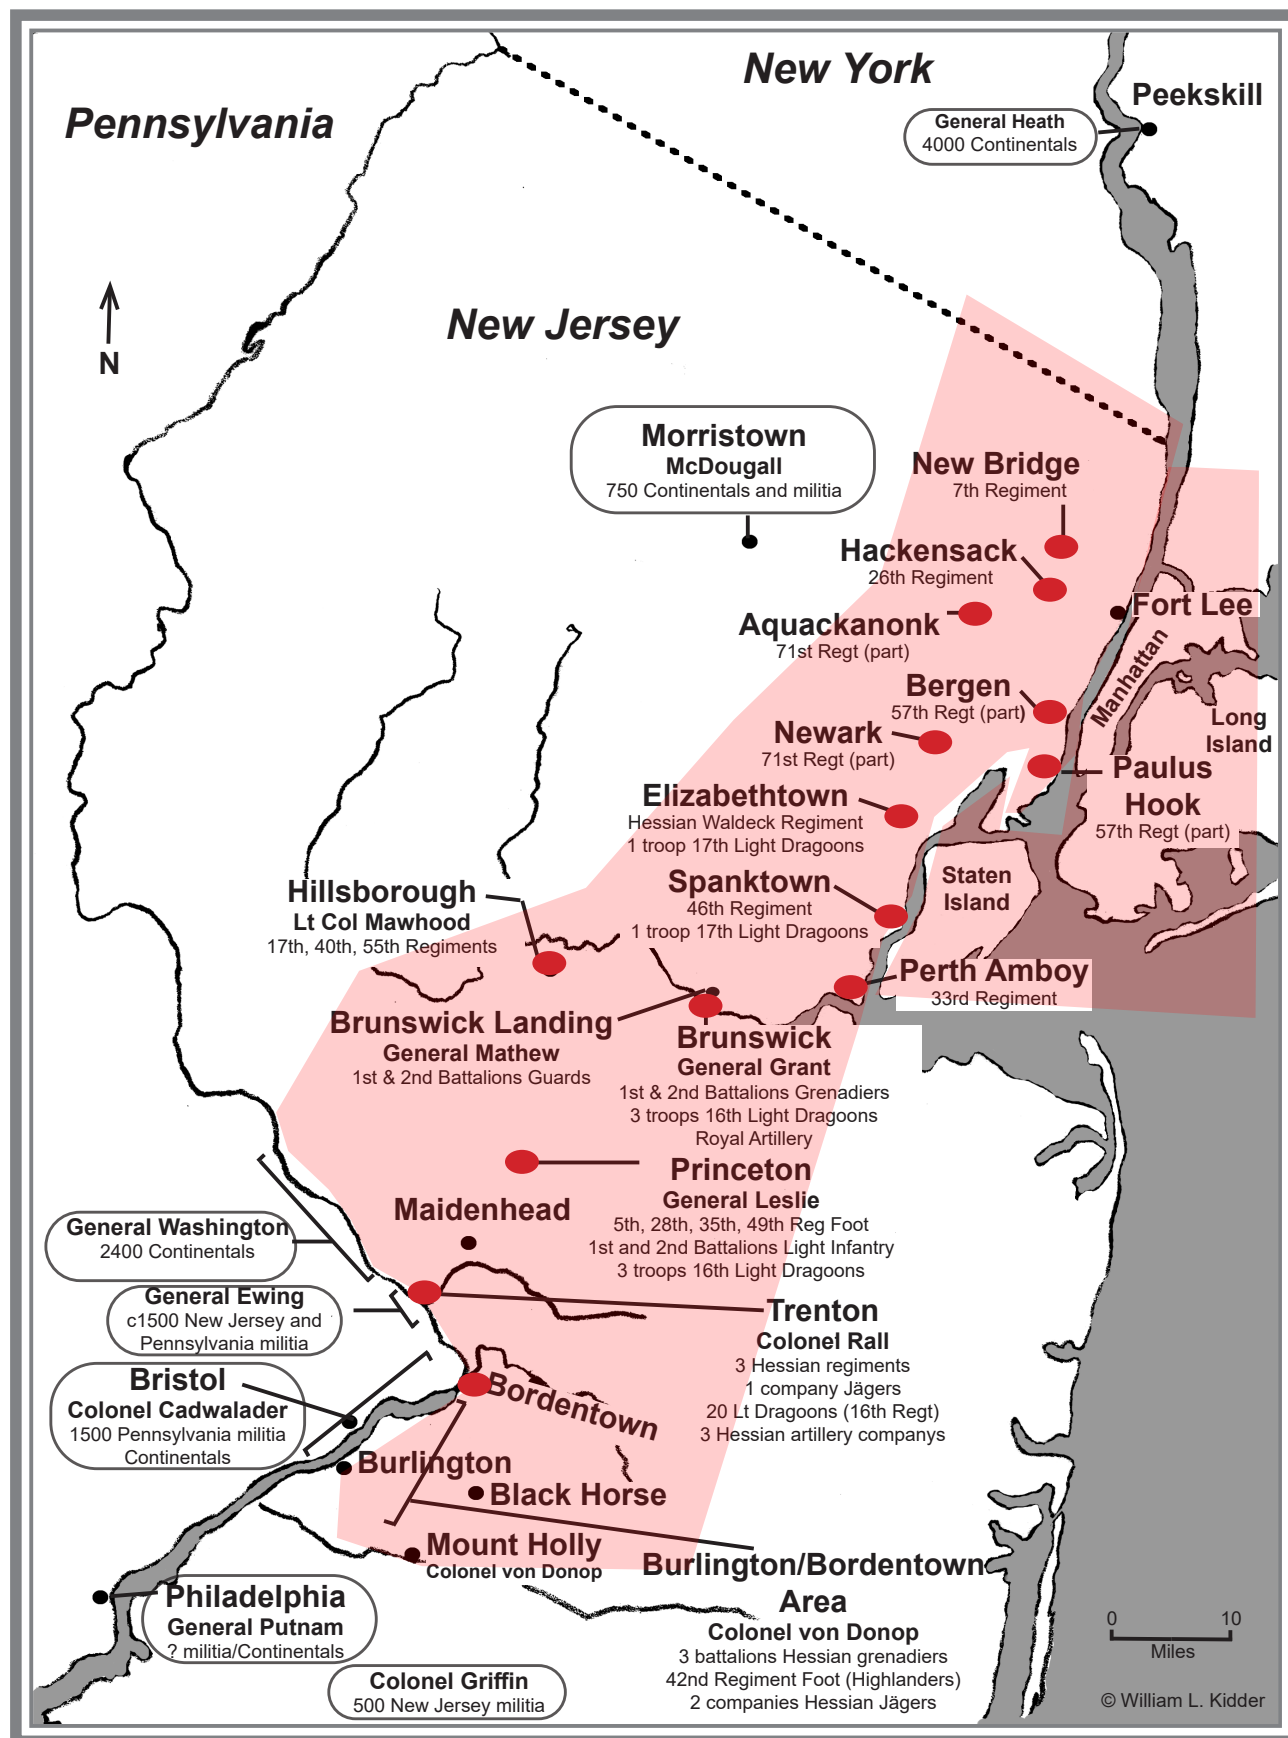 New York
Pennsylvania
Peekskill
General Heath
4000 Continentals
N
New Jersey
Morristown
McDougall
750 Continentals and militia
New Bridge
7th Regiment
Hackensack
26th Regiment
Fort Lee
Aquackanonk
71st Regt (part)
Manhattan
Bergen
57th Regt (part)
Long
Island
Newark
71st Regt (part)
Paulus
Hook
57th Regt (part)
Elizabethtown
Hessian Waldeck Regiment
1 troop 17th Light Dragoons
Staten
Island
Spanktown
46th Regiment
1 troop 17th Light Dragoons
Hillsborough
Lt Col Mawhood
17th, 40th, 55th Regiments
Perth Amboy
33rd Regiment
Brunswick Landing
General Mathew
1st & 2nd Battalions Guards
Brunswick
General Grant
1st & 2nd Battalions Grenadiers
3 troops 16th Light Dragoons
Royal Artillery
Princeton
General Leslie
5th, 28th, 35th, 49th Reg Foot
1st and 2nd Battalions Light Infantry
3 troops 16th Light Dragoons
Maidenhead
General Washington
2400 Continentals
General Ewing
c1500 New Jersey and
Pennsylvania militia
Trenton
Colonel Rall
3 Hessian regiments
1 company Jägers
20 Lt Dragoons (16th Regt)
3 Hessian artillery companys
Bristol
Colonel Cadwalader
1500 Pennsylvania militia
Continentals
Bordentown
Burlington
Black Horse
Mount Holly
Colonel von Donop
Burlington/Bordentown
Area
Colonel von Donop
3 battalions Hessian grenadiers
42nd Regiment Foot (Highlanders)
2 companies Hessian Jägers
Philadelphia
General Putnam
? militia/Continentals
Colonel Griffin
500 New Jersey militia
0 10
Miles
© William L. Kidder